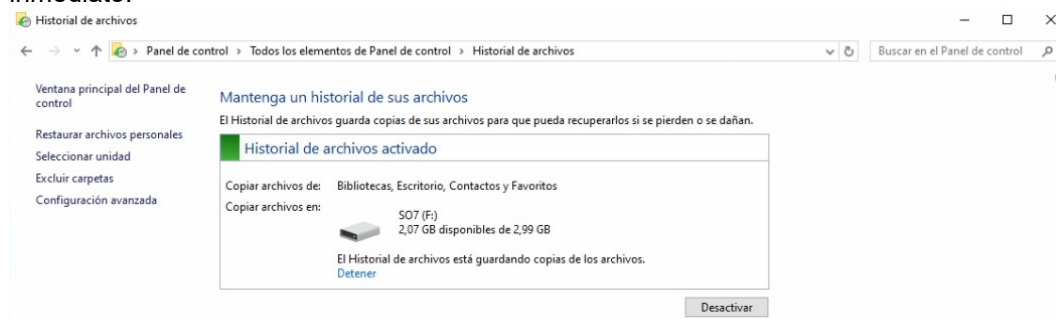 inmediato.
Historial de archivos
Panel de control > Todos los elementos de Panel de control > Historial de archivos
Buscar en el Panel de control
Ventana principal del Panel de
control
Restaurar archivos personales
Seleccionar unidad
Excluir carpetas
Configuración avanzada
Mantenga un historial de sus archivos
El Historial de archivos guarda copias de sus archivos para que pueda recuperarlos si se pierden o se dañan.
Historial de archivos activado
Copiar archivos de: Bibliotecas, Escritorio, Contactos y Favoritos
Copiar archivos en:
SO7 (F:)
2,07 GB disponibles de 2,99 GB
El Historial de archivos está guardando copias de los archivos.
Detener
Desactivar